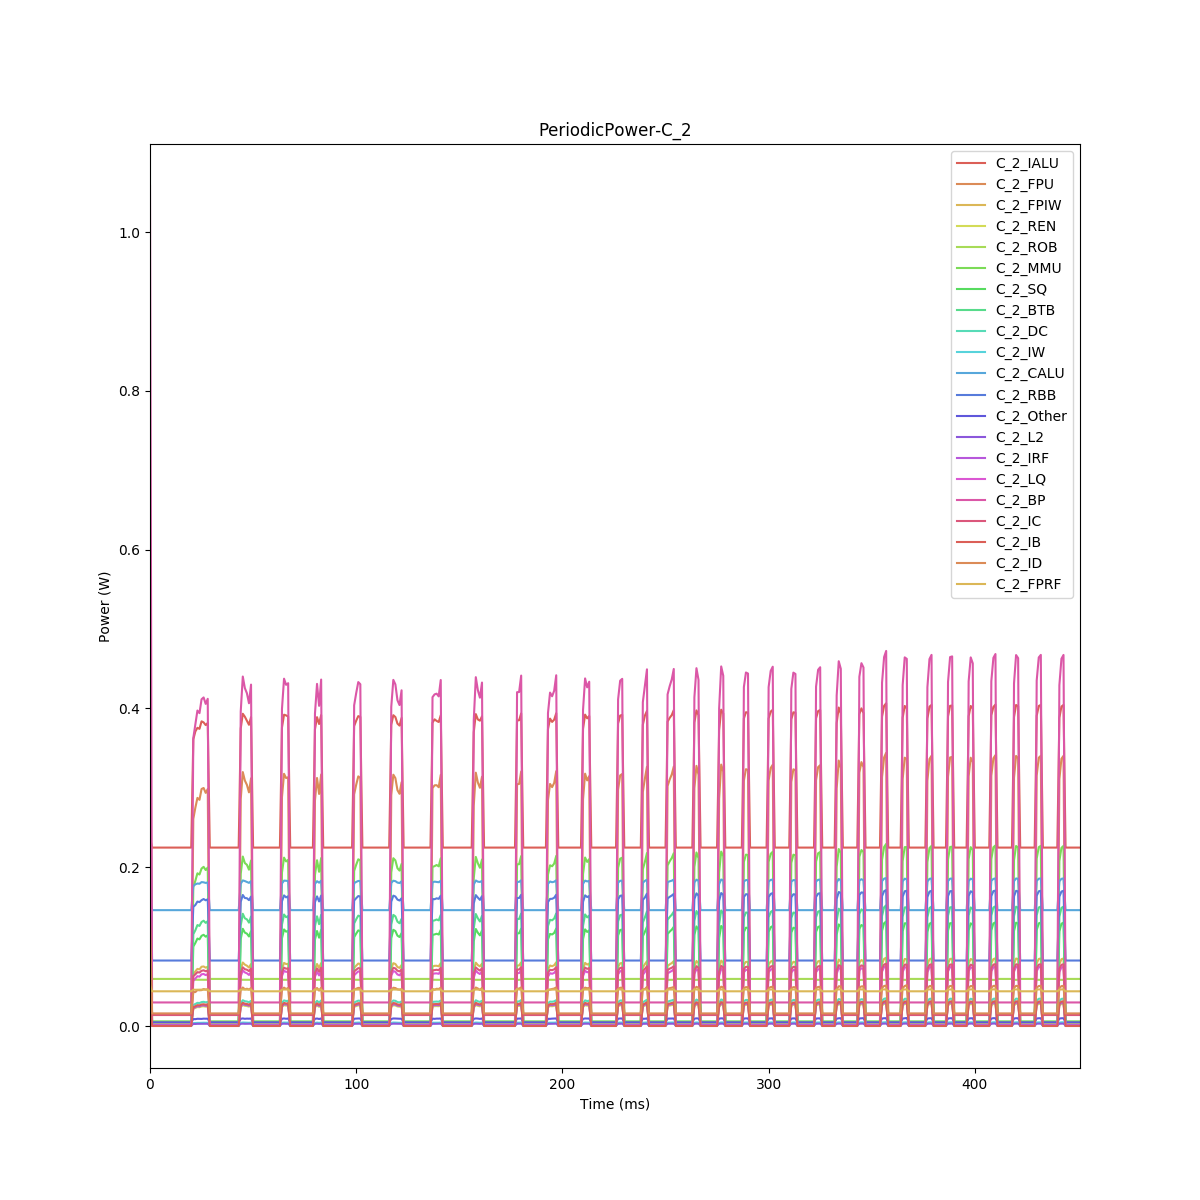 PeriodicPower-C_2
C_2_IALU
C_2_FPU
C_2_FPIW
C_2_REN
C_2_ROB
C_2_MMU
C_2_SQ
C_2_BTB
C_2_DC
C_2_IW
C_2_CALU
C_2_RBB
C_2_Other
C_2_L2
C_2_IRF
C_2_LQ
C_2_BP
C_2_IC
C_2_IB
C_2_ID
C_2_FPRF
1.0
0.8
0.6
0.4
0.2
0.0
Power (W)
0 100 200 300 400
Time (ms)